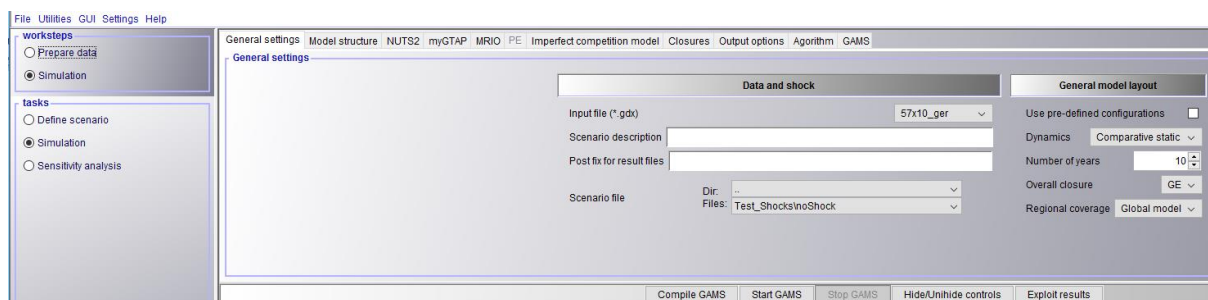 File Utilities GUI Settings Help
worksteps
Prepare data
Simulation
tasks
Define scenario
Simulation
Sensitivity analysis
General settings Model structure NUTS2 myGTAP MRIO PE Imperfect competition model Closures Output options Agorithm GAMS
General settings
Data and shock
Input file (*.gdx) 57x10_ger
Scenario description
Post fix for result files
Scenario file
Dir: ..
Files: Test_Shocks\noShock
General model layout
Use pre-defined configurations
Dynamics Comparative static
Number of years 10
Overall closure GE
Regional coverage Global model
Compile GAMS Start GAMS Stop GAMS Hide/Unihide controls Exploit results